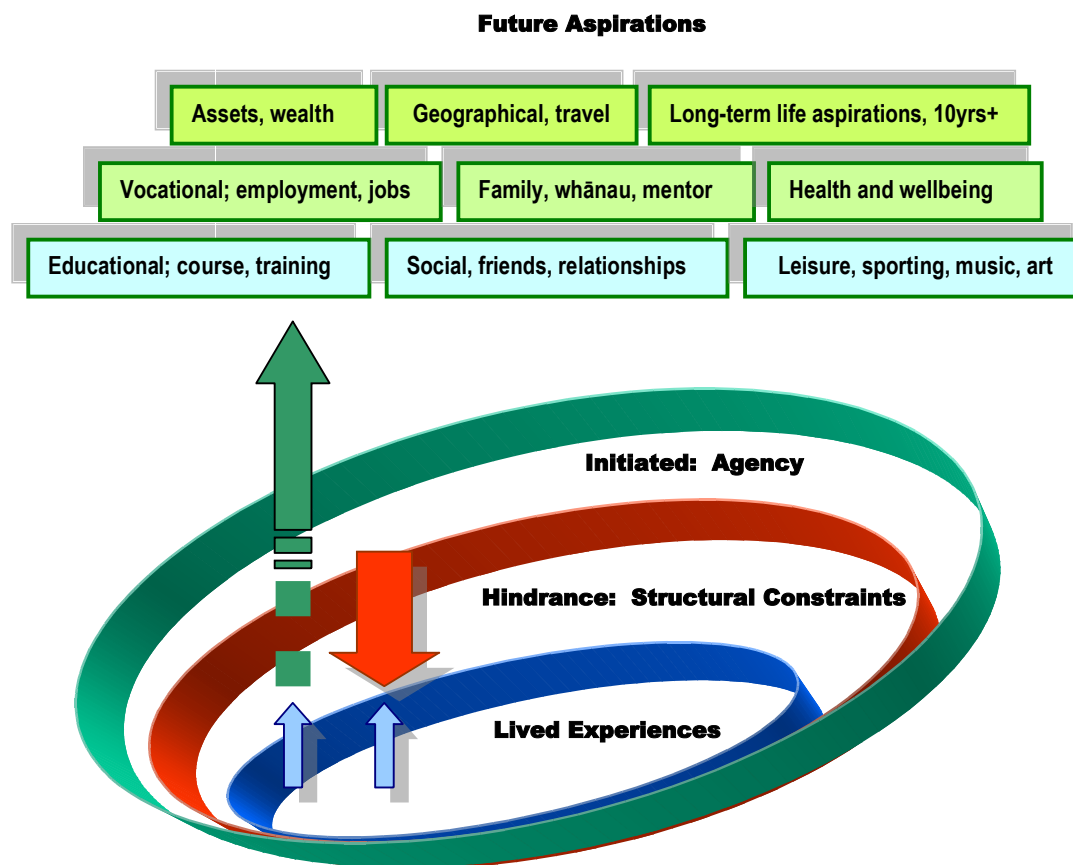 Future Aspirations
Assets, wealth
Geographical, travel
Long-term life aspirations, 10yrs+
Vocational; employment, jobs
Family, whānau, mentor
Health and wellbeing
Educational; course, training
Social, friends, relationships
Leisure, sporting, music, art
Initiated:  Agency
Hindrance:  Structural Constraints
Lived Experiences